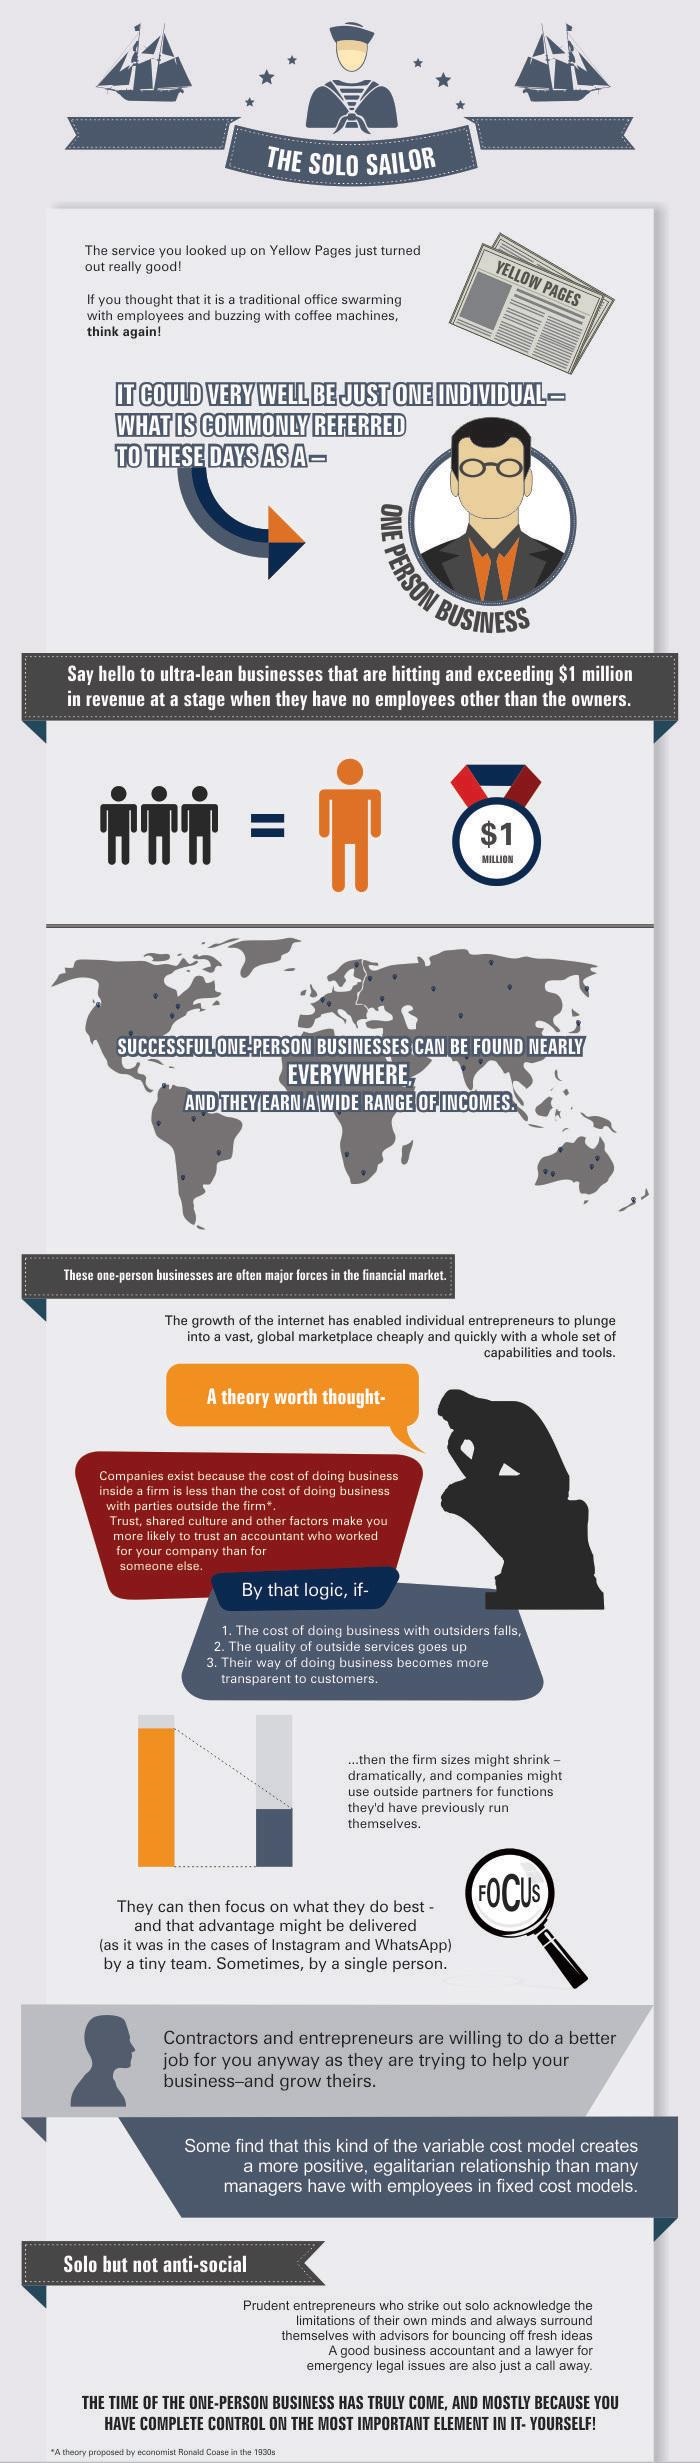 THE SOLO SAILOR
The service you looked up on Yellow Pages just turned
out really good!
YELLOW PAGES
If you thought that it is a traditional office swarming
with employees and buzzing with coffee machines,
think again!
IT COULD VERY WELL BE JUST ONE INDIVIDUAL –
WHAT IS COMMONLY REFERRED
TO THESE DAYS AS A –
ONE PERSON BUSINESS
Say hello to ultra-lean businesses that are hitting and exceeding $1 million
in revenue at a stage when they have no employees other than the owners.
=
$1
MILLION
SUCCESSFUL ONE-PERSON BUSINESSES CAN BE FOUND NEARLY
EVERYWHERE,
AND THEY EARN A WIDE RANGE OF INCOMES.
These one-person businesses are often major forces in the financial market.
The growth of the internet has enabled individual entrepreneurs to plunge
into a vast, global marketplace cheaply and quickly with a whole set of
capabilities and tools.
A theory worth thought-
Companies exist because the cost of doing business
inside a firm is less than the cost of doing business
with parties outside the firm*.
Trust, shared culture and other factors make you
more likely to trust an accountant who worked
for your company than for
someone else.
By that logic, if-
1. The cost of doing business with outsiders falls,
2. The quality of outside services goes up
3. Their way of doing business becomes more
transparent to customers.
...then the firm sizes might shrink –
dramatically, and companies might
use outside partners for functions
they'd have previously run
themselves.
FOCUS
They can then focus on what they do best -
and that advantage might be delivered
(as it was in the cases of Instagram and WhatsApp)
by a tiny team. Sometimes, by a single person.
Contractors and entrepreneurs are willing to do a better
job for you anyway as they are trying to help your
business–and grow theirs.
Some find that this kind of the variable cost model creates
a more positive, egalitarian relationship than many
managers have with employees in fixed cost models.
Solo but not anti-social
Prudent entrepreneurs who strike out solo acknowledge the
limitations of their own minds and always surround
themselves with advisors for bouncing off fresh ideas
A good business accountant and a lawyer for
emergency legal issues are also just a call away.
THE TIME OF THE ONE-PERSON BUSINESS HAS TRULY COME, AND MOSTLY BECAUSE YOU
HAVE COMPLETE CONTROL ON THE MOST IMPORTANT ELEMENT IN IT- YOURSELF!
*A theory proposed by economist Ronald Coase in the 1930s